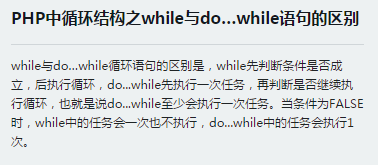 PHP中循环结构之while与do...while语句的区别
while与do...while循环语句的区别是，while先判断条件是否成
立，后执行循环，do...while先执行一次任务，再判断是否继续执
行循环，也就是说do...while至少会执行一次任务。当条件为FALSE
时，while中的任务会一次也不执行，do...while中的任务会执行1
次。